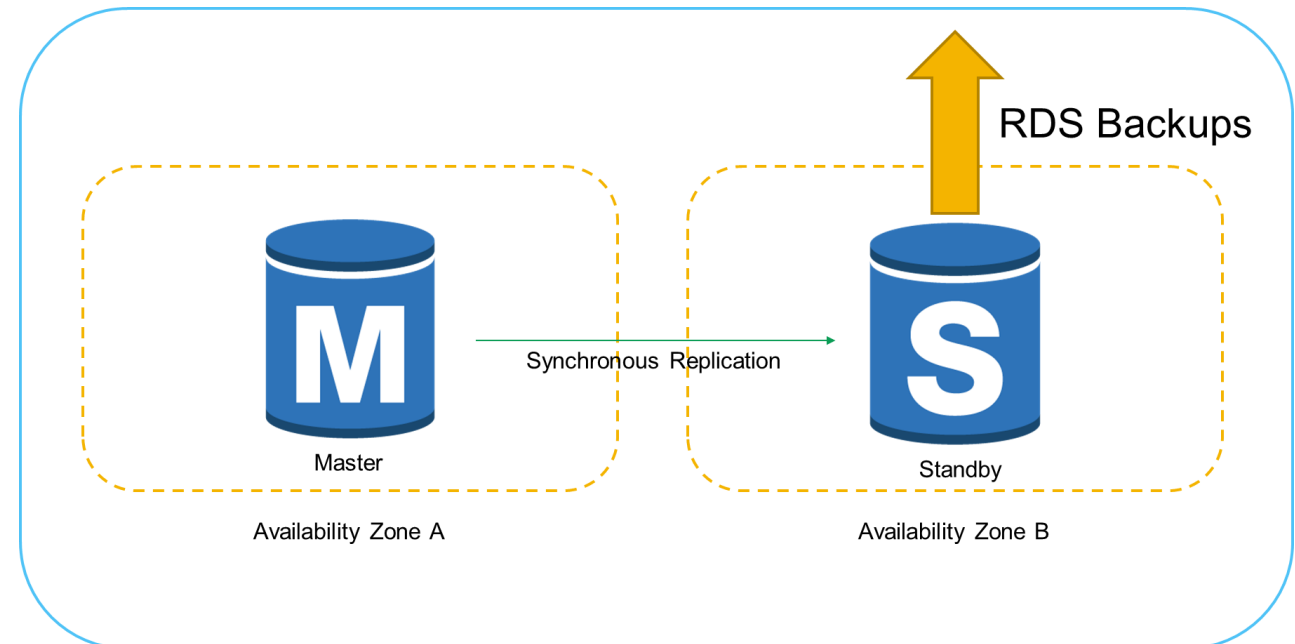 RDS Backups
M
S
Synchronous Replication
Master
Standby
Availability Zone A
Availability Zone B